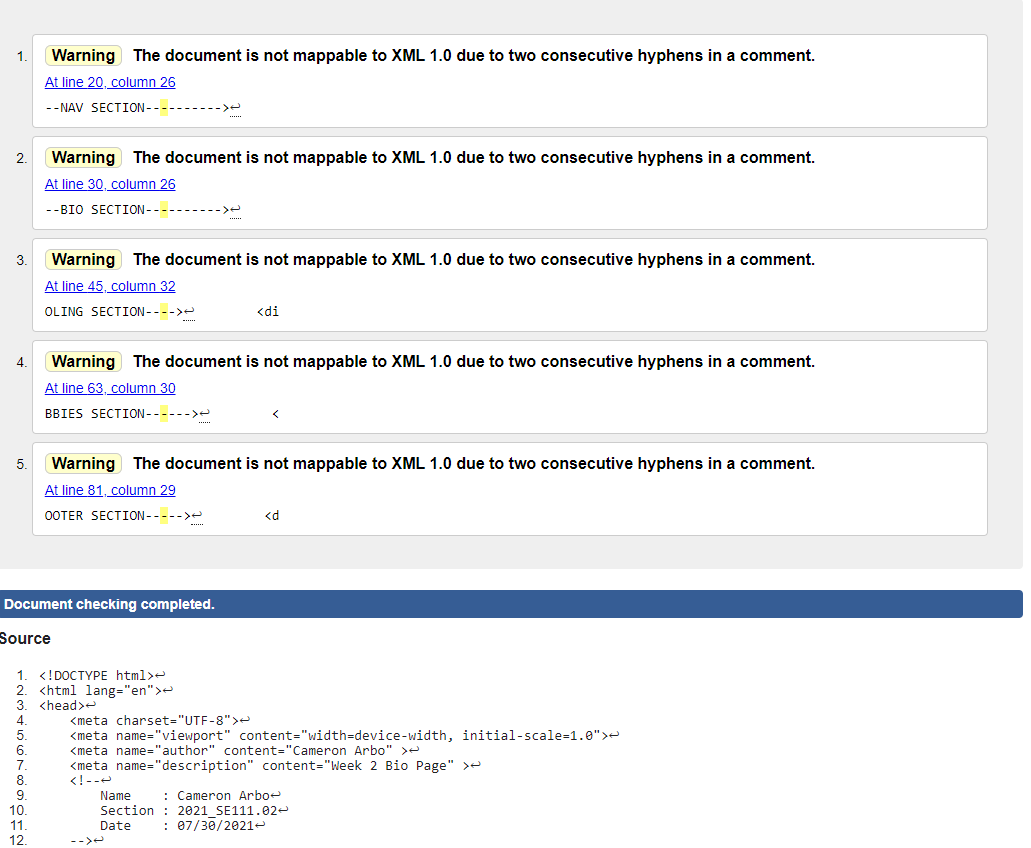 1. Warning The document is not mappable to XML 1.0 due to two consecutive hyphens in a comment.
At line 20, column 26
--NAV SECTION---------->↩
2. Warning The document is not mappable to XML 1.0 due to two consecutive hyphens in a comment.
At line 30, column 26
--BIO SECTION---------->↩
3. Warning The document is not mappable to XML 1.0 due to two consecutive hyphens in a comment.
At line 45, column 32
OLING SECTION---->↩ <di
4. Warning The document is not mappable to XML 1.0 due to two consecutive hyphens in a comment.
At line 63, column 30
BBIES SECTION------>↩ <
5. Warning The document is not mappable to XML 1.0 due to two consecutive hyphens in a comment.
At line 81, column 29
OOTER SECTION----->↩ <d
Document checking completed.
Source
1. <!DOCTYPE html>↩
2. <html lang="en">↩
3. <head>↩
4. <meta charset="UTF-8">↩
5. <meta name="viewport" content="width=device-width, initial-scale=1.0">↩
6. <meta name="author" content="Cameron Arbo" >↩
7. <meta name="description" content="Week 2 Bio Page" >↩
8. <!--↩
9. Name : Cameron Arbo↩
10. Section : 2021_SE111.02↩
11. Date : 07/30/2021↩
12. -->↩